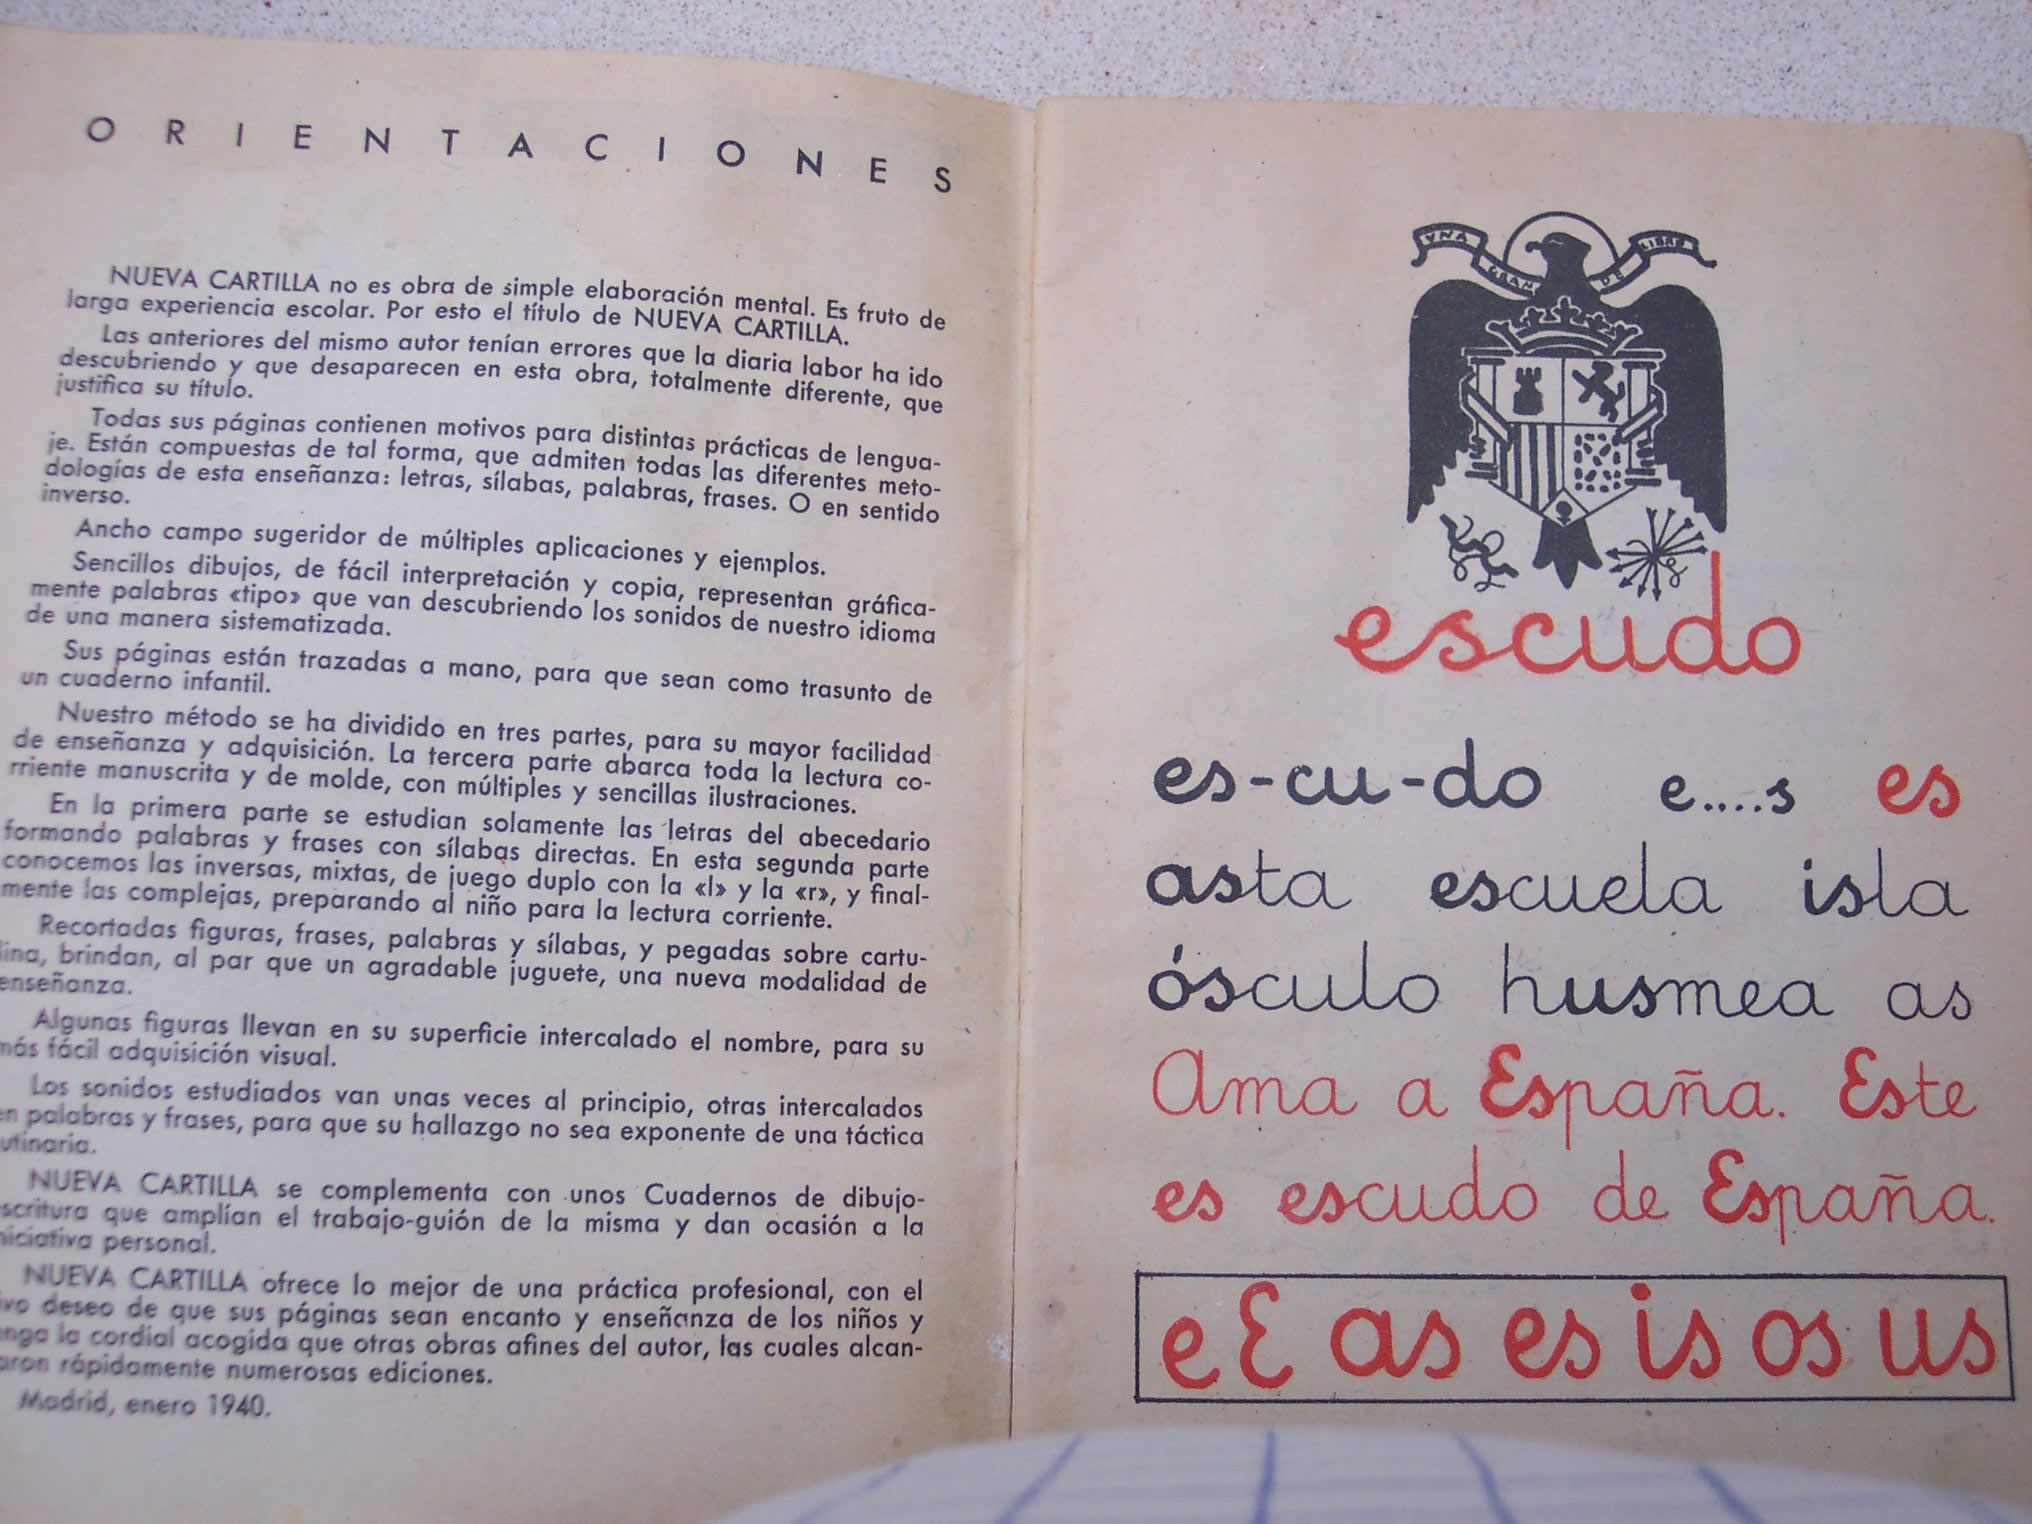 ORIENTACIONES
NUEVA CARTILLA no es obra de simple elaboración mental. Es fruto de
larga experiencia escolar. Por esto el título de NUEVA CARTILLA.
Las anteriores del mismo autor tenían errores que la diaria labor ha ido
descubriendo y que desaparecen en esta obra, totalmente diferente, que
justifica su título.
Todas sus páginas contienen motivos para distintas prácticas de lengua-
je. Están compuestas de tal forma, que admiten todas las diferentes meto-
dologías de esta enseñanza: letras, sílabas, palabras, frases. O en sentido
inverso.
Ancho campo sugeridor de múltiples aplicaciones y ejemplos.
Sencillos dibujos, de fácil interpretación y copia, representan gráfica-
mente palabras «tipo» que van descubriendo los sonidos de nuestro idioma
de una manera sistematizada.
Sus páginas están trazadas a mano, para que sean como trasunto de
un cuaderno infantil.
Nuestro método se ha dividido en tres partes, para su mayor facilidad
de enseñanza y adquisición. La tercera parte abarca toda la lectura co-
rriente manuscrita y de molde, con múltiples y sencillas ilustraciones.
En la primera parte se estudian solamente las letras del abecedario
formando palabras y frases con sílabas directas. En esta segunda parte
conocemos las inversas, mixtas, de juego duplo con la «l» y la «r», y final-
mente las complejas, preparando al niño para la lectura corriente.
Recortadas figuras, frases, palabras y sílabas, y pegadas sobre cartu-
lina, brindan, al par que un agradable juguete, una nueva modalidad de
enseñanza.
Algunas figuras llevan en su superficie intercalado el nombre, para su
más fácil adquisición visual.
Los sonidos estudiados van unas veces al principio, otras intercalados
en palabras y frases, para que su hallazgo no sea exponente de una táctica
utinaria.
NUEVA CARTILLA se complementa con unos Cuadernos de dibujo-
scritura que amplían el trabajo-guión de la misma y dan ocasión a la
niciativa personal.
NUEVA CARTILLA ofrece lo mejor de una práctica profesional, con el
ivo deseo de que sus páginas sean encanto y enseñanza de los niños y
enga la cordial acogida que otras obras afines del autor, las cuales alcan-
aron rápidamente numerosas ediciones.
Madrid, enero 1940.
UNA GRANDE LIBRE
escudo
es-cu-do e....s es
asta escuela isla
ósculo husmea as
Ama a España. Este
es escudo de España.
e E as es is os us